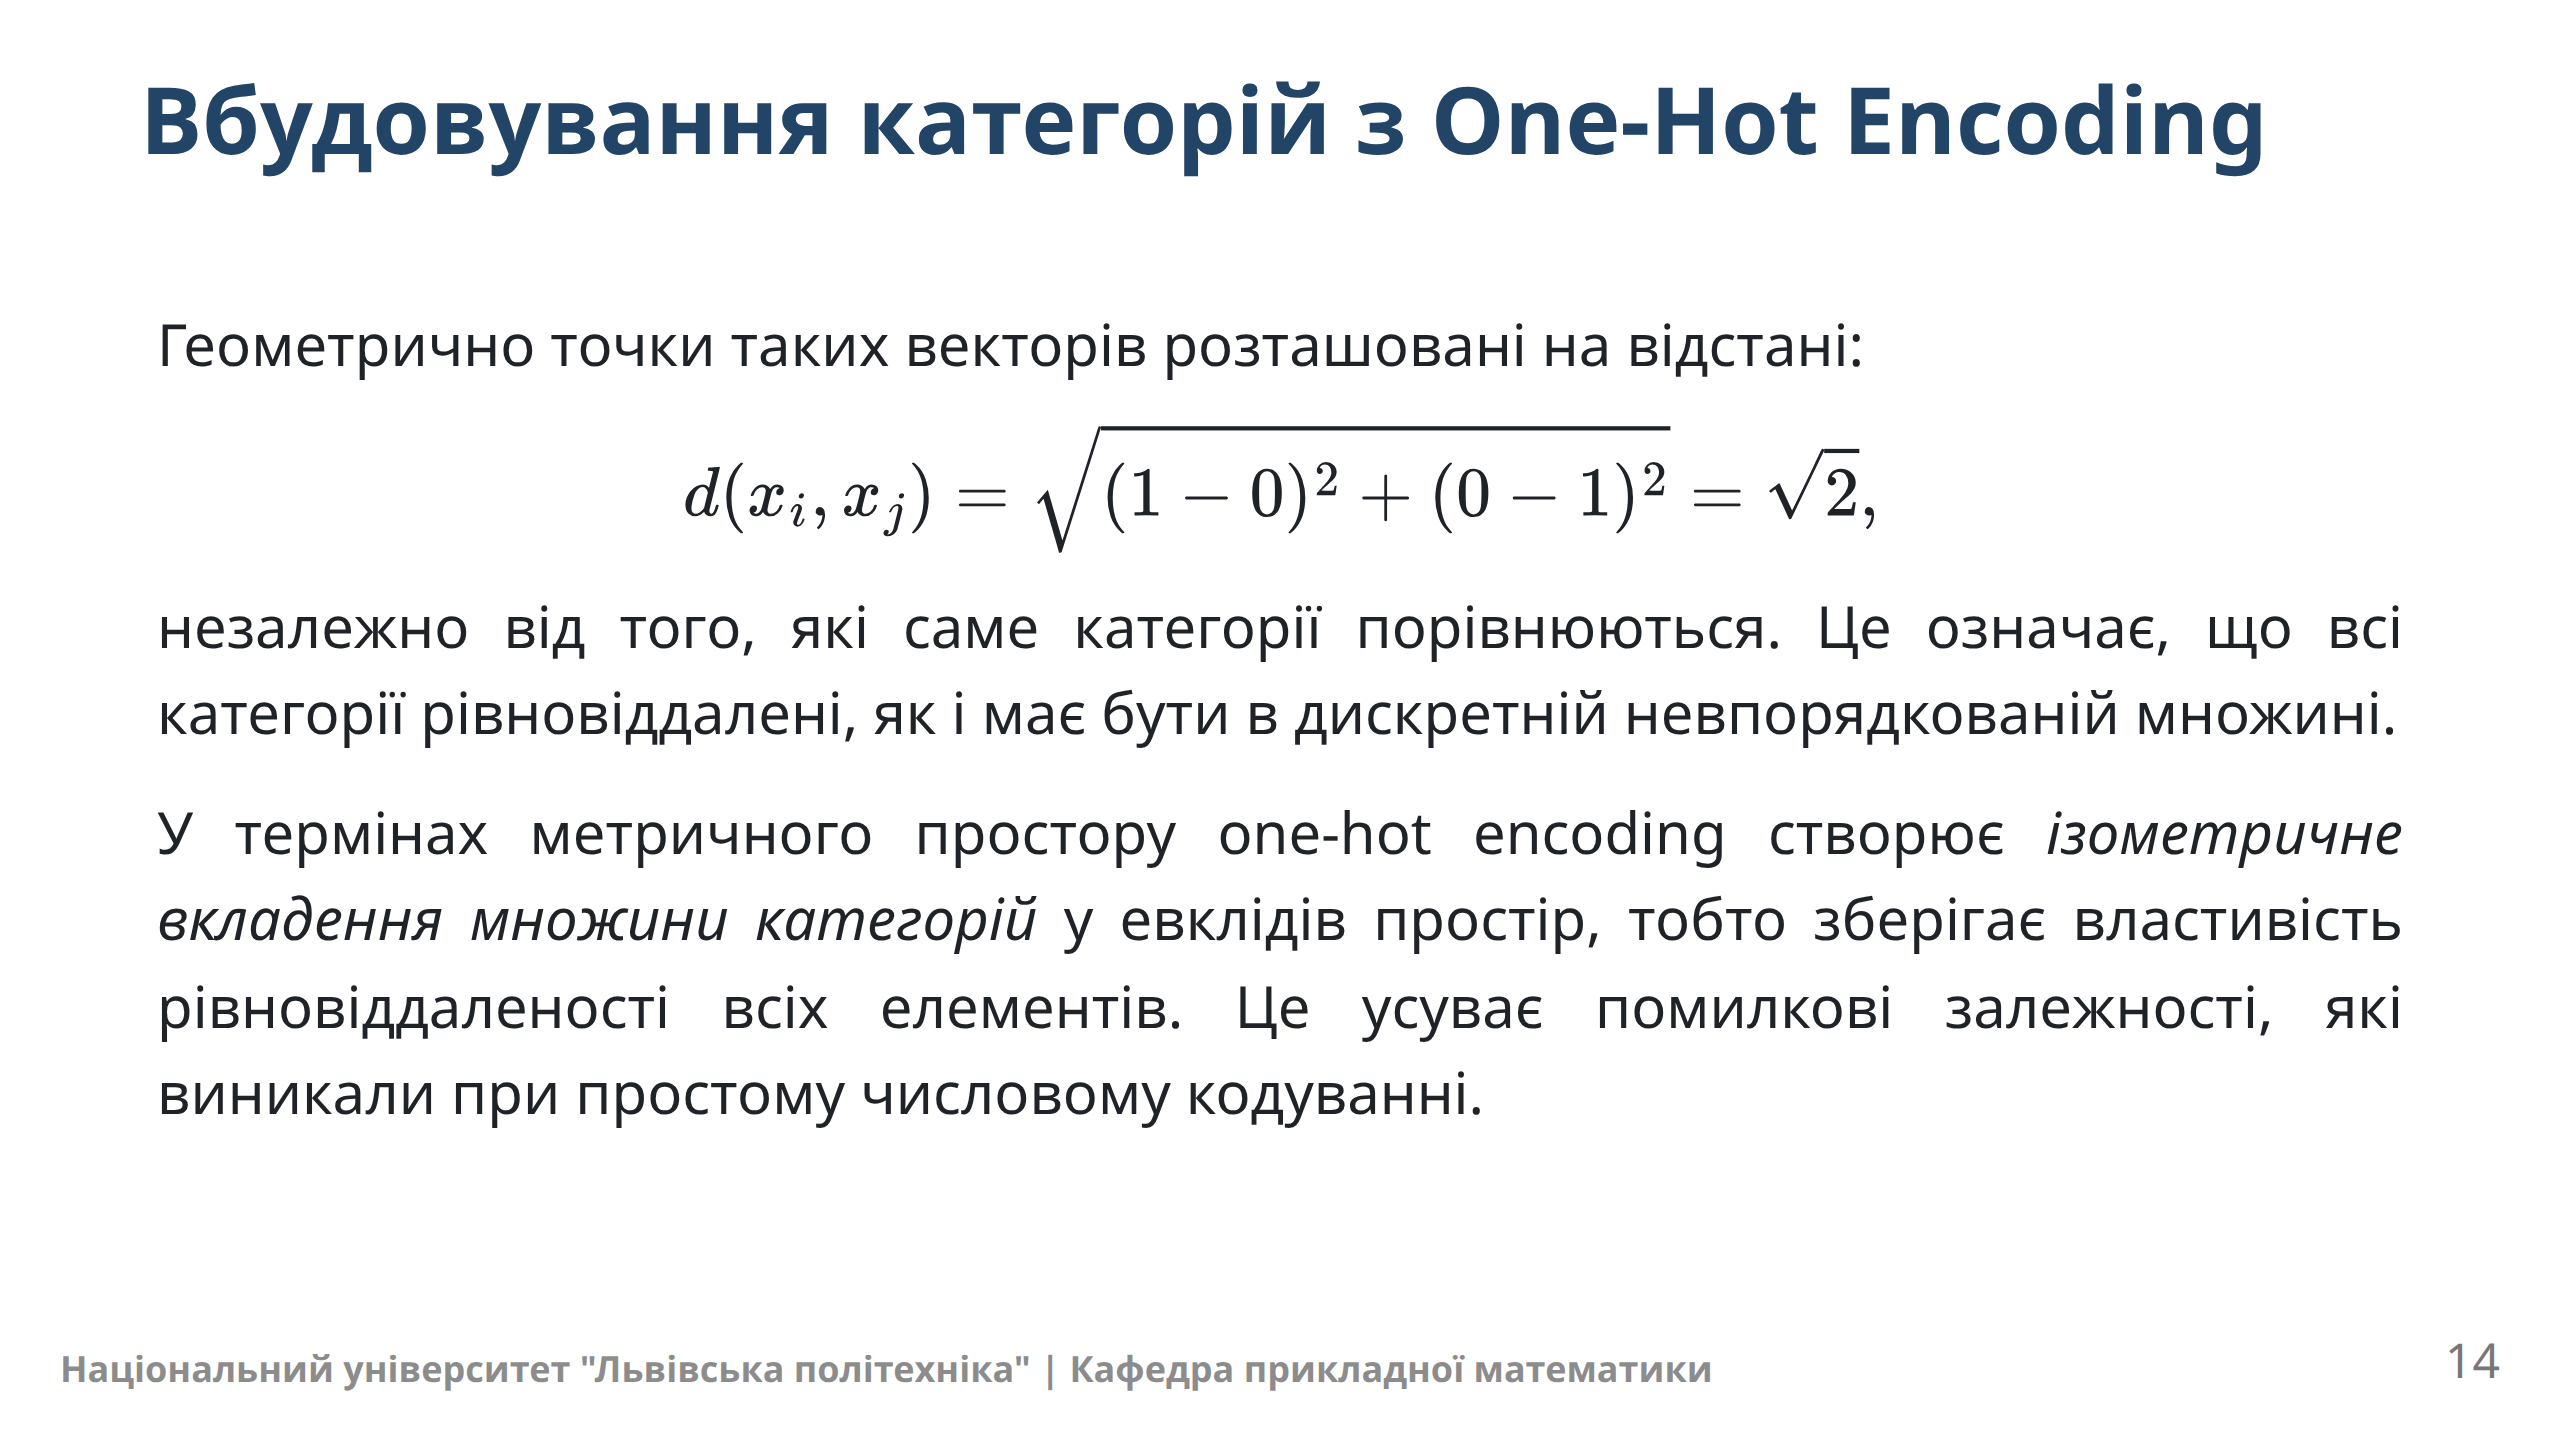 Вбудовування категорій з One-Hot Encoding
Геометрично точки таких векторів розташовані на відстані:
d(x_i, x_j) = √((1 − 0)² + (0 − 1)²) = √2,
незалежно від того, які саме категорії порівнюються. Це означає, що всі
категорії рівновіддалені, як і має бути в дискретній невпорядкованій множині.
У термінах метричного простору one-hot encoding створює ізометричне
вкладення множини категорій у евклідів простір, тобто зберігає властивість
рівновіддаленості всіх елементів. Це усуває помилкові залежності, які
виникали при простому числовому кодуванні.
Національний університет "Львівська політехніка" | Кафедра прикладної математики
14